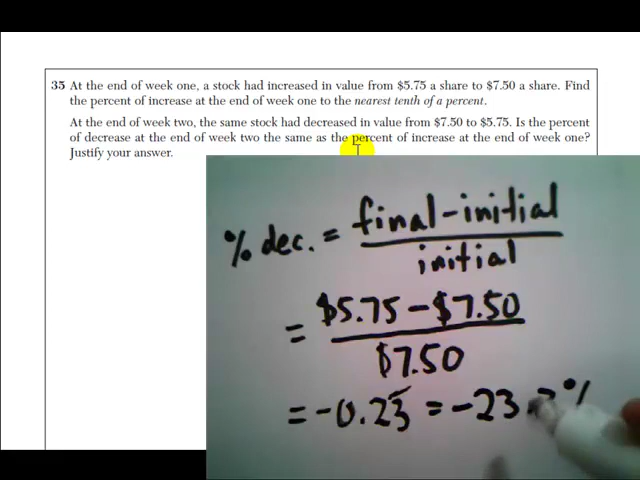 35 At the end of week one, a stock had increased in value from $5.75 a share to $7.50 a share. Find
the percent of increase at the end of week one to the nearest tenth of a percent.
At the end of week two, the same stock had decreased in value from $7.50 to $5.75. Is the percent
of decrease at the end of week two the same as the percent of increase at the end of week one?
Justify your answer.
% dec. = final - initial
initial
= $5.75 - $7.50
$7.50
= -0.23̅ = -23. %